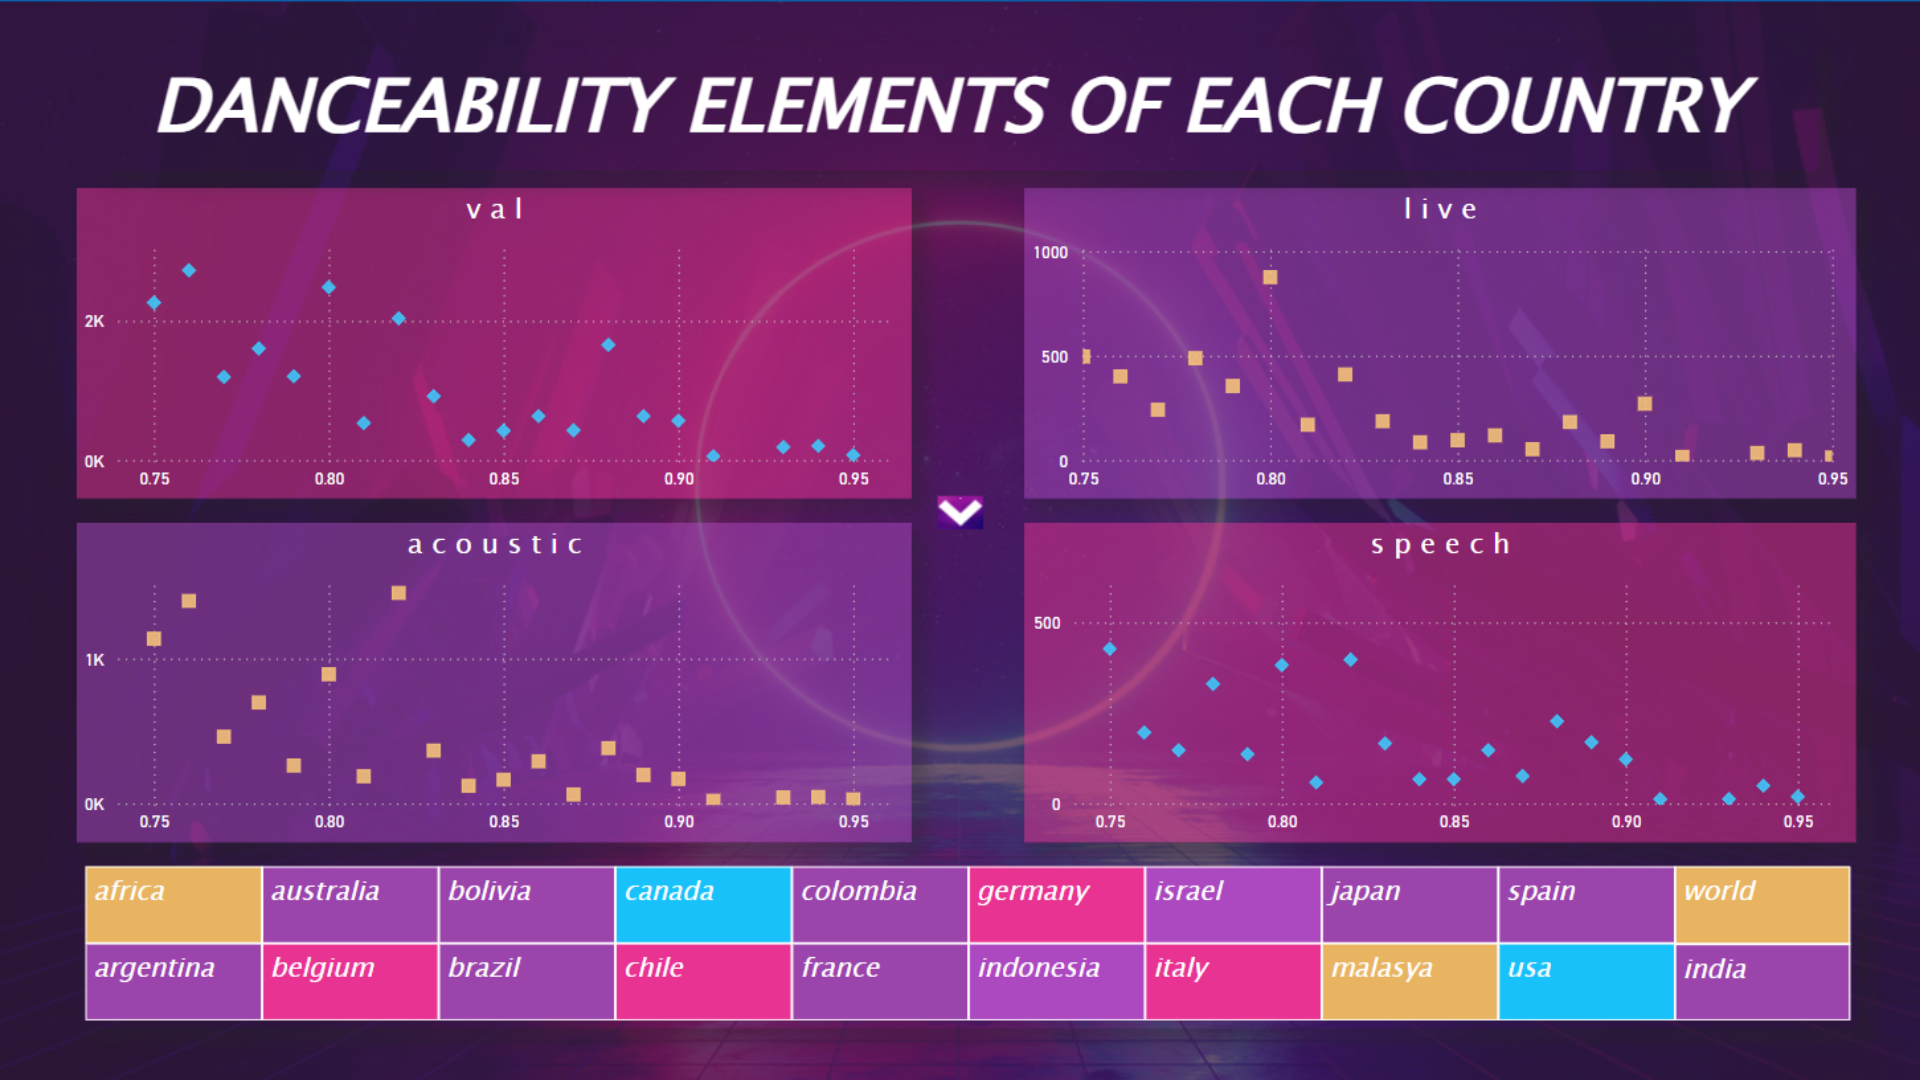 DANCEABILITY ELEMENTS OF EACH COUNTRY
val
2K
0K
0.75 0.80 0.85 0.90 0.95
live
1000
500
0
0.75 0.80 0.85 0.90 0.95
acoustic
1K
0K
0.75 0.80 0.85 0.90 0.95
speech
500
0
0.75 0.80 0.85 0.90 0.95
africa australia bolivia canada colombia germany israel japan spain world
argentina belgium brazil chile france indonesia italy malasya usa india